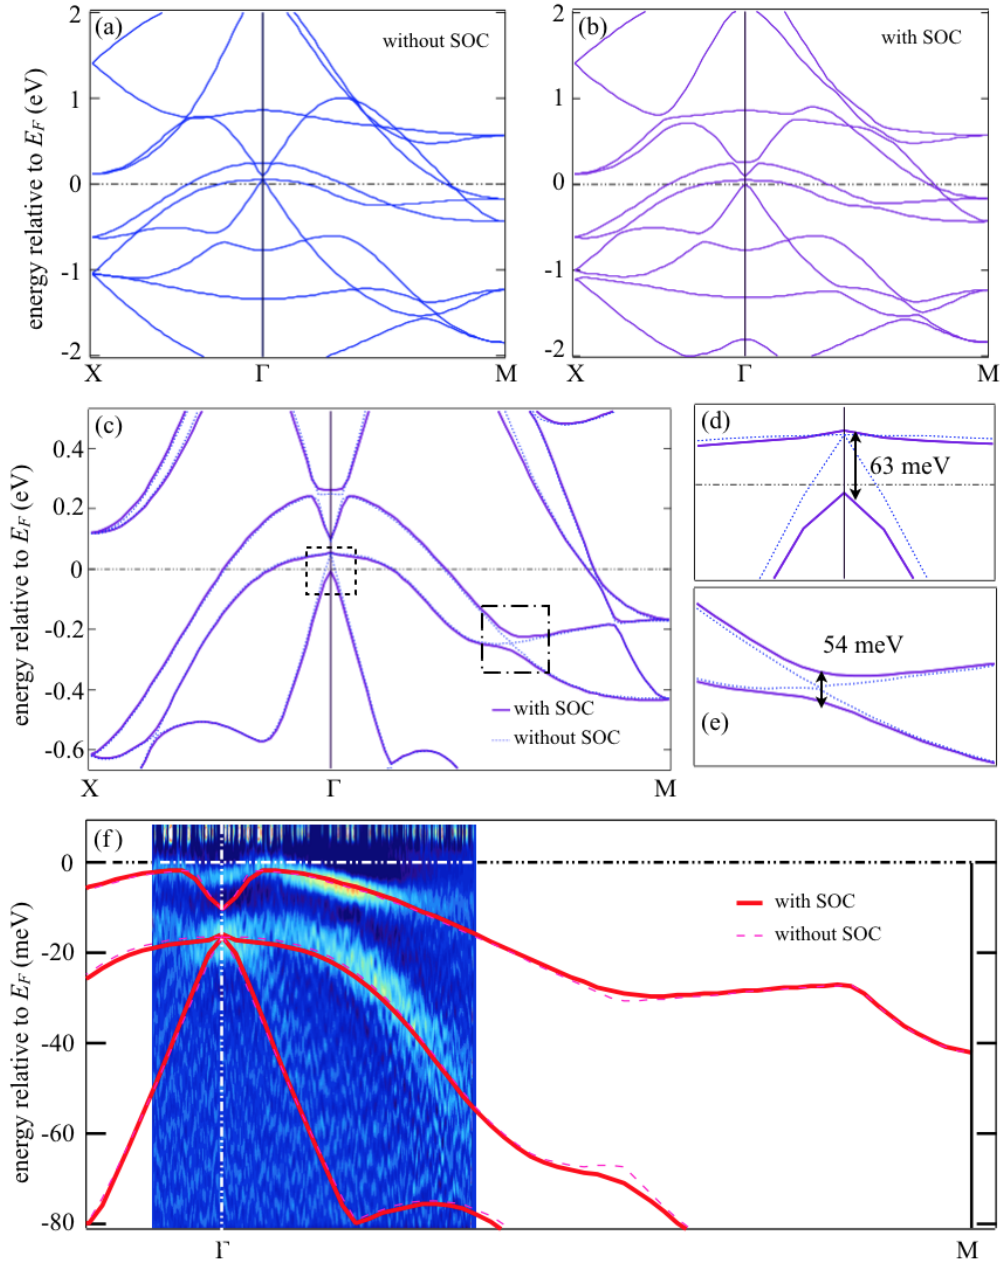 (a)
without SOC
2
1
0
-1
-2
energy relative to E_F (eV)
X
Γ
M
(b)
with SOC
2
1
0
-1
-2
X
Γ
M
(c)
0.4
0.2
0
-0.2
-0.4
-0.6
energy relative to E_F (eV)
with SOC
without SOC
X
Γ
M
(d)
63 meV
54 meV
(e)
(f)
0
-20
-40
-60
-80
energy relative to E_F (meV)
with SOC
without SOC
Γ
M